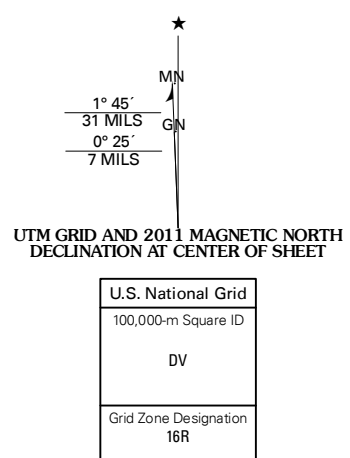 ★
MN
1° 45´
31 MILS
GN
0° 25´
7 MILS
UTM GRID AND 2011 MAGNETIC NORTH
DECLINATION AT CENTER OF SHEET
U.S. National Grid
100,000-m Square ID
DV
Grid Zone Designation
16R